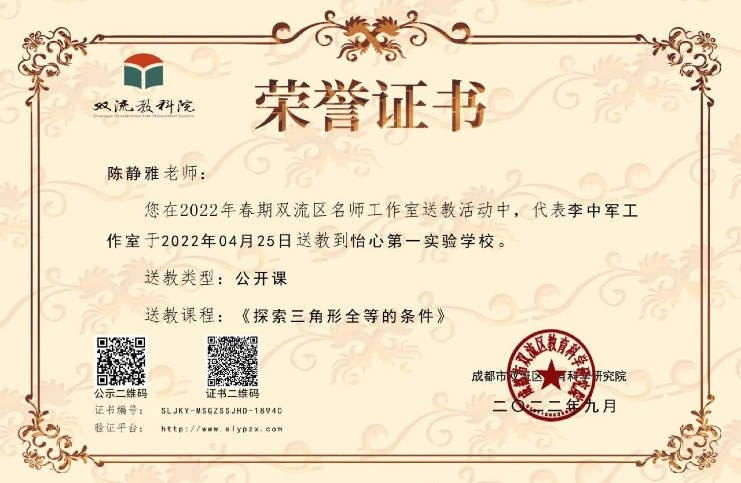 双流教科院
荣誉证书
陈静雅老师：
您在2022年春期双流区名师工作室送教活动中，代表李中军工
作室于2022年04月25日送教到怡心第一实验学校。
送教类型：公开课
送教课程：《探索三角形全等的条件》
公示二维码
证书二维码
证书编号： SLJKY-MSGZSSJHD-18940
验证平台： http://www.slypzx.com
成都市双流区教育科学研究院
二〇二二年九月